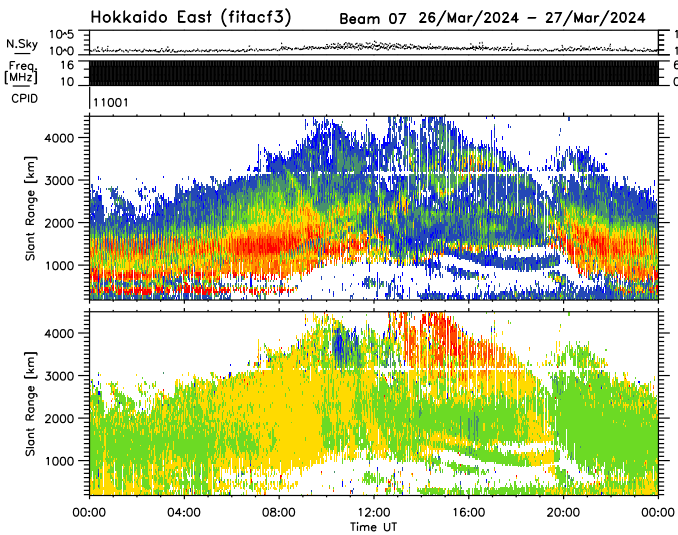 Hokkaido East (fitacf3) Beam 07 26/Mar/2024 - 27/Mar/2024
N.Sky 10^5 10^0
Freq. [MHz] 16 10
CPID 11001
Slant Range [km]
4000
3000
2000
1000
Slant Range [km]
4000
3000
2000
1000
00:00 04:00 08:00 12:00 16:00 20:00 00:00
Time UT